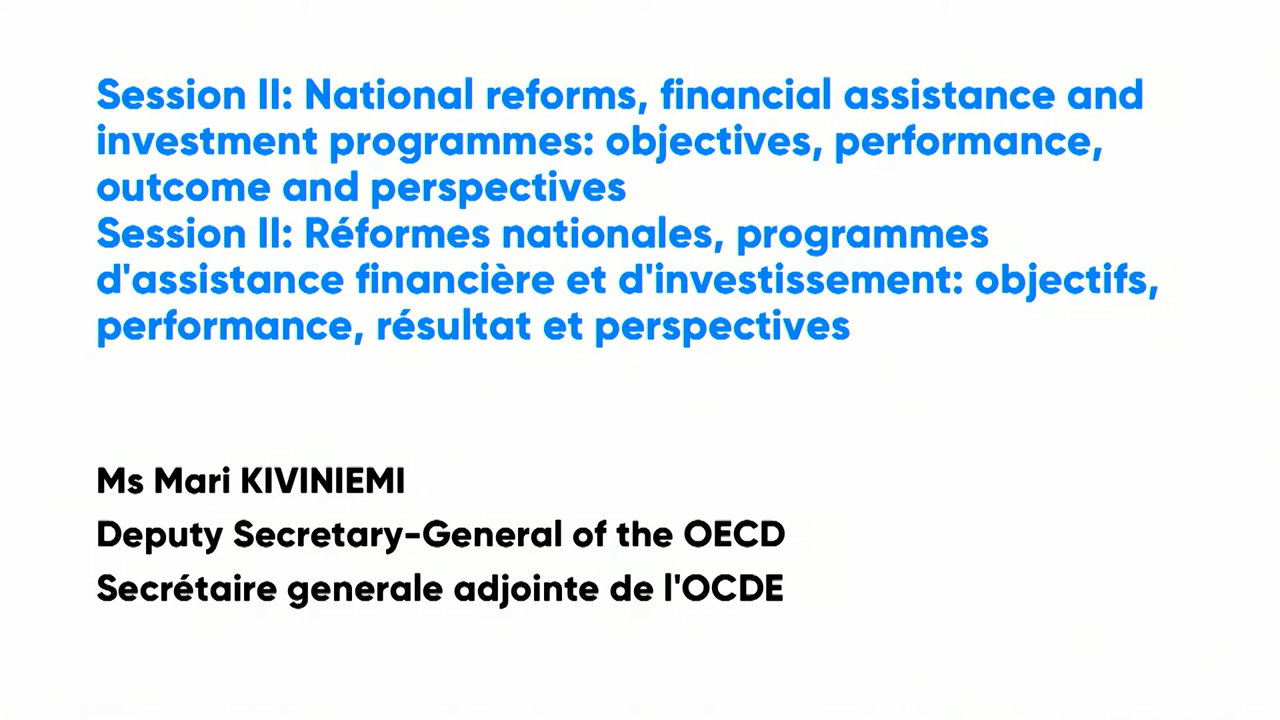 Session II: National reforms, financial assistance and
investment programmes: objectives, performance,
outcome and perspectives
Session II: Réformes nationales, programmes
d'assistance financière et d'investissement: objectifs,
performance, résultat et perspectives
Ms Mari KIVINIEMI
Deputy Secretary-General of the OECD
Secrétaire generale adjointe de l'OCDE